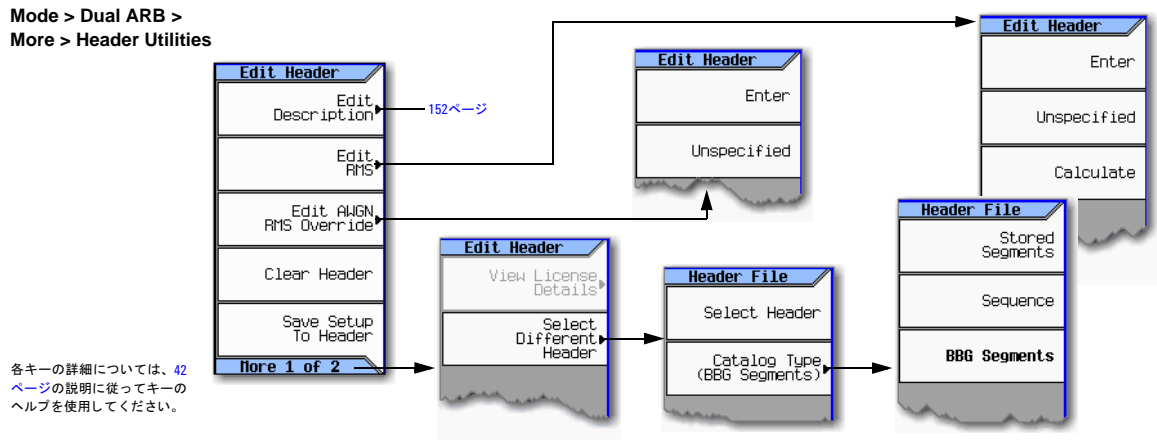 Mode > Dual ARB >
More > Header Utilities
Edit Header
Edit
Description
152ページ
Edit
RMS
Edit AWGN
RMS Override
Clear Header
Save Setup
To Header
More 1 of 2
Edit Header
Enter
Unspecified
Edit Header
Enter
Unspecified
Calculate
Edit Header
View License
Details
Select
Different
Header
Header File
Select Header
Catalog Type
(BBG Segments)
Header File
Stored
Segments
Sequence
BBG Segments
各キーの詳細については、42
ページの説明に従ってキーの
ヘルプを使用してください。